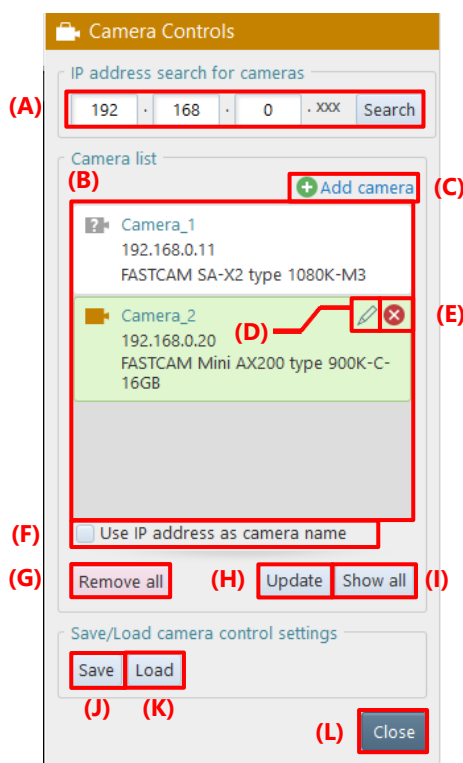 Camera Controls
IP address search for cameras
(A) 192 . 168 . 0 . xxx Search
Camera list
(B)
Add camera (C)
Camera_1
192.168.0.11
FASTCAM SA-X2 type 1080K-M3
Camera_2 (E)
192.168.0.20 (D)
FASTCAM Mini AX200 type 900K-C-
16GB
(F) Use IP address as camera name
(G) Remove all (H) Update Show all (I)
Save/Load camera control settings
Save Load
(J) (K)
(L) Close